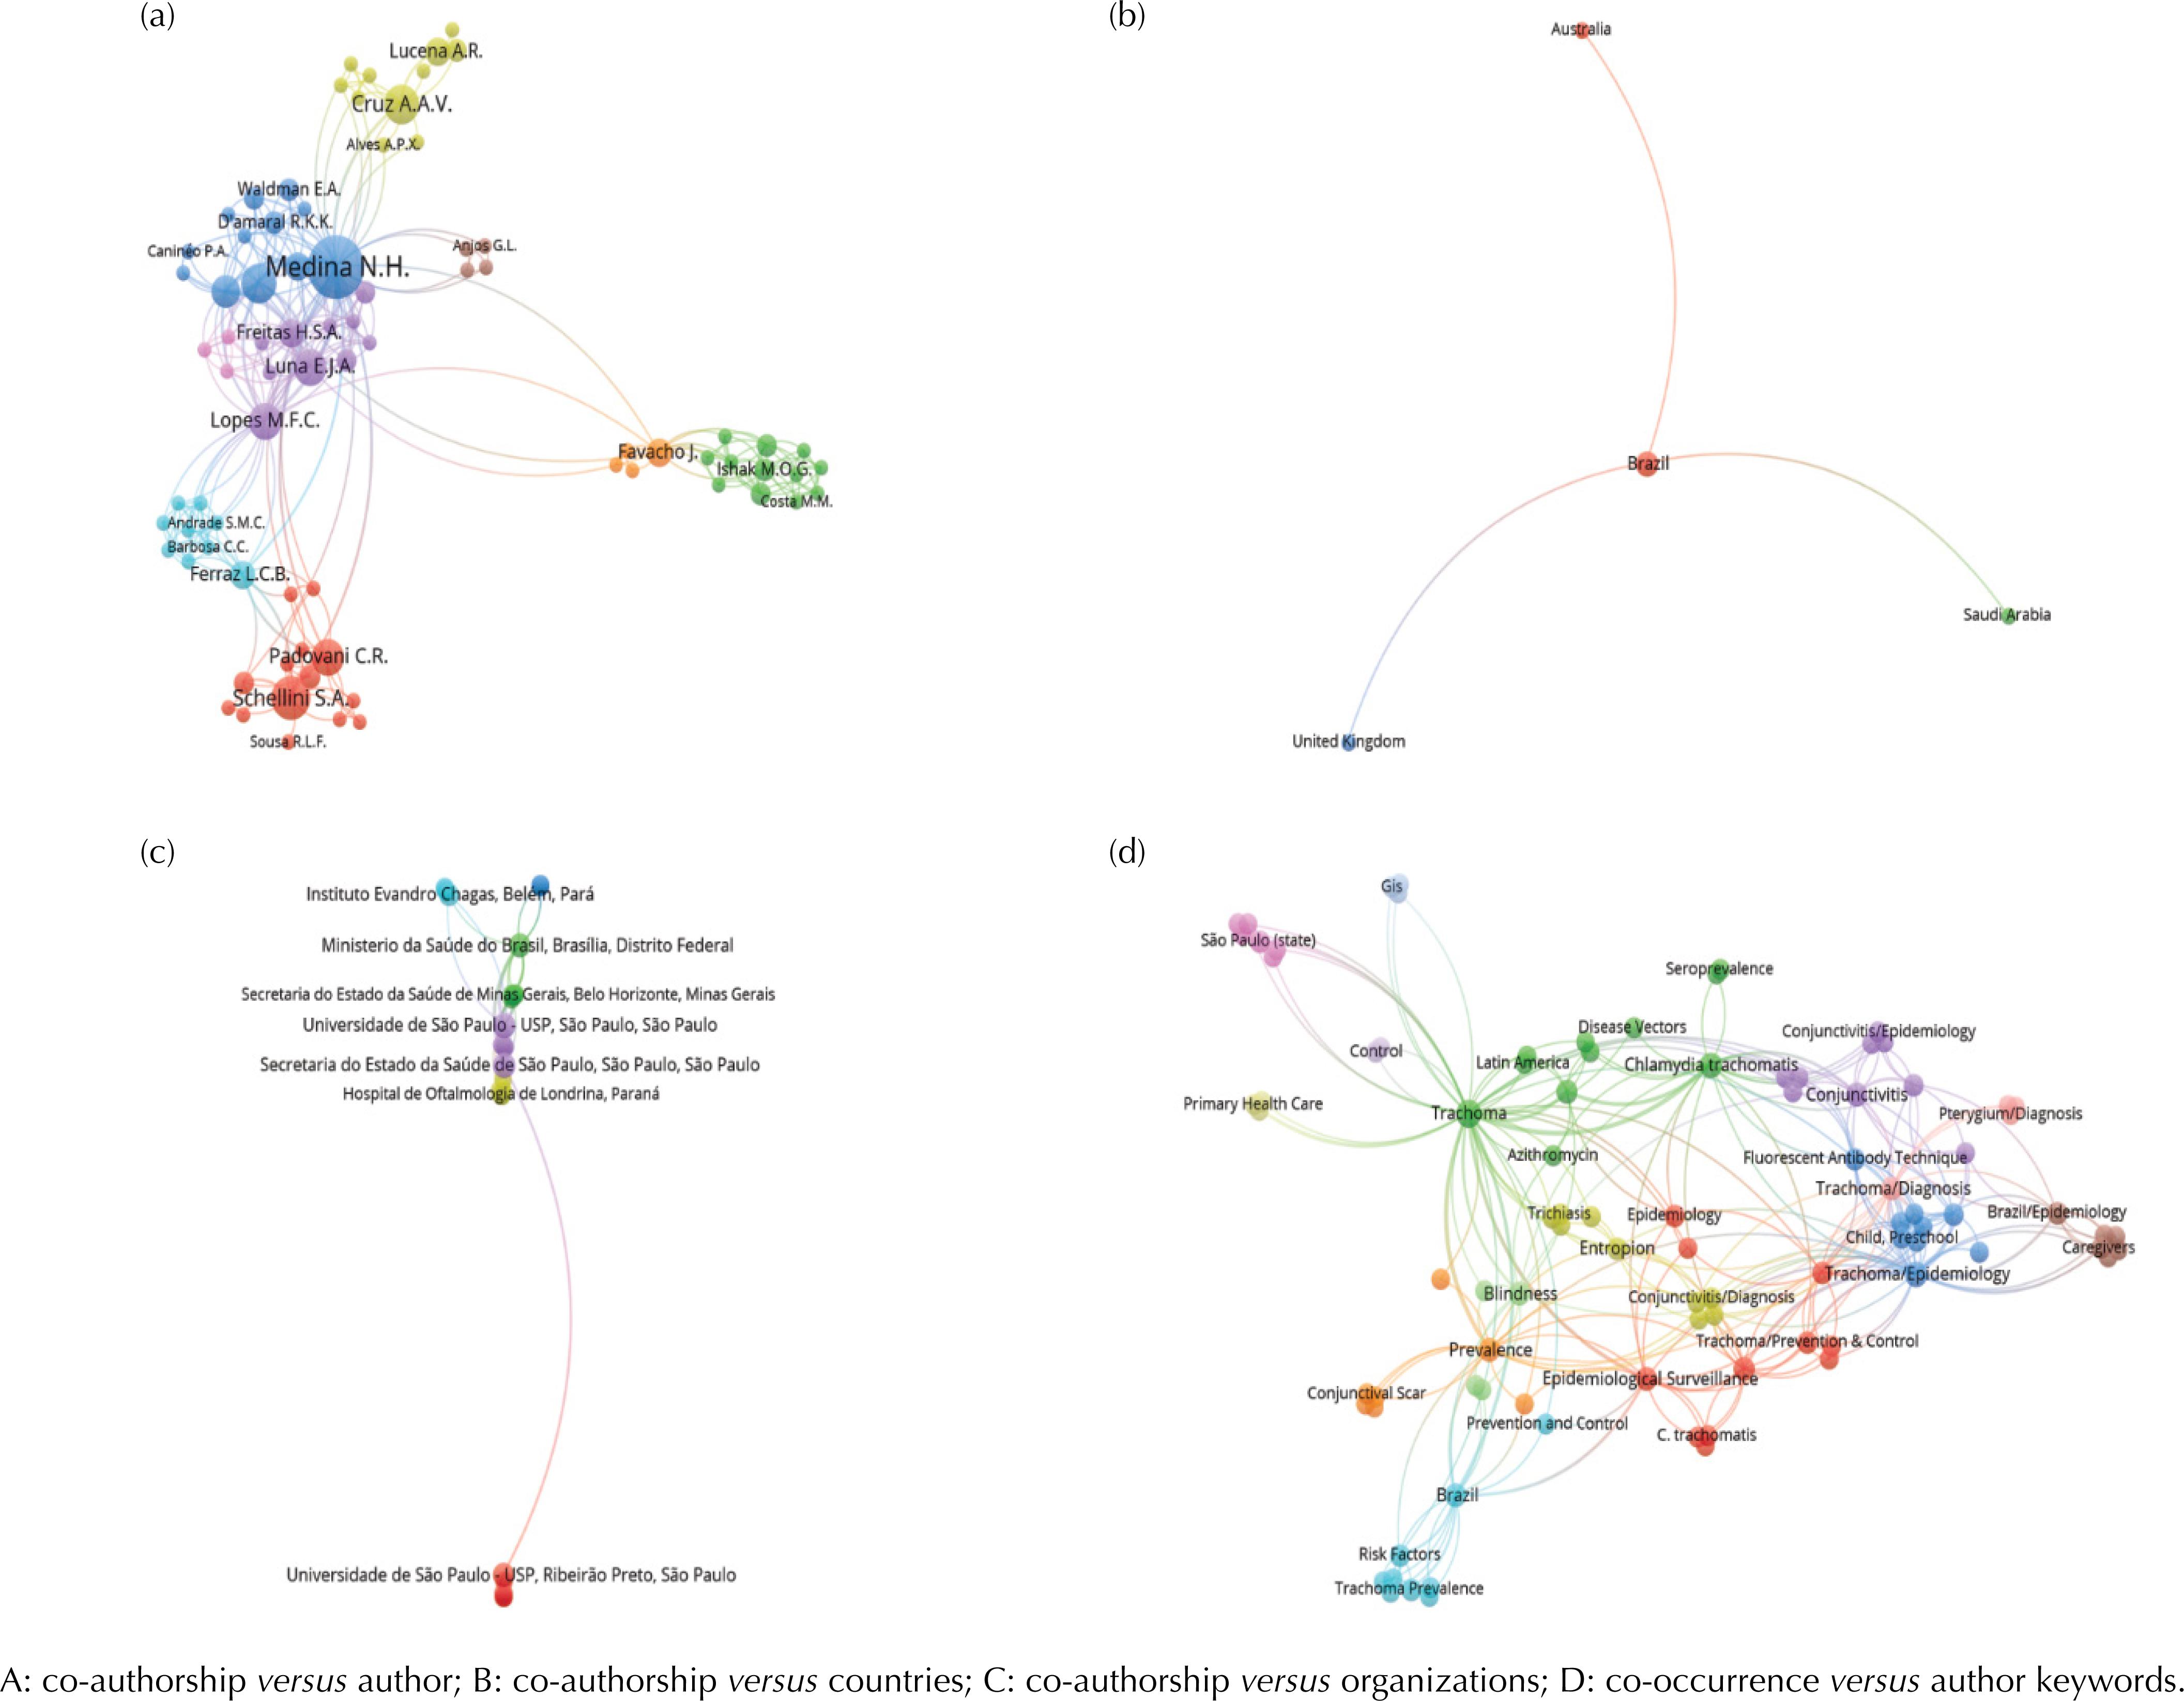 (a)
Lucena A.R.
Cruz A.A.V.
Alves A.P.X.
Waldman E.A.
D'amaral R.K.K.
Caninéo P.A.
Medina N.H.
Anjos G.L.
Freitas H.S.A.
Luna E.J.A.
Lopes M.F.C.
Favacho J.
Ishak M.O.G.
Costa M.M.
Andrade S.M.C.
Barbosa C.C.
Ferraz L.C.B.
Padovani C.R.
Schellini S.A.
Sousa R.L.F.
(b)
Australia
Brazil
Saudi Arabia
United Kingdom
(c)
Instituto Evandro Chagas, Belém, Pará
Ministerio da Saúde do Brasil, Brasília, Distrito Federal
Secretaria do Estado da Saúde de Minas Gerais, Belo Horizonte, Minas Gerais
Universidade de São Paulo - USP, São Paulo, São Paulo
Secretaria do Estado da Saúde de São Paulo, São Paulo, São Paulo
Hospital de Oftalmologia de Londrina, Paraná
Universidade de São Paulo - USP, Ribeirão Preto, São Paulo
(d)
Gis
São Paulo (state)
Seroprevalence
Disease Vectors
Conjunctivitis/Epidemiology
Control
Latin America
Chlamydia trachomatis
Conjunctivitis
Primary Health Care
Trachoma
Pterygium/Diagnosis
Azithromycin
Fluorescent Antibody Technique
Trachoma/Diagnosis
Trichiasis
Epidemiology
Brazil/Epidemiology
Child, Preschool
Entropion
Caregivers
Trachoma/Epidemiology
Blindness
Conjunctivitis/Diagnosis
Trachoma/Prevention & Control
Prevalence
Epidemiological Surveillance
Conjunctival Scar
Prevention and Control
C. trachomatis
Brazil
Risk Factors
Trachoma Prevalence
A: co-authorship versus author; B: co-authorship versus countries; C: co-authorship versus organizations; D: co-occurrence versus author keywords.